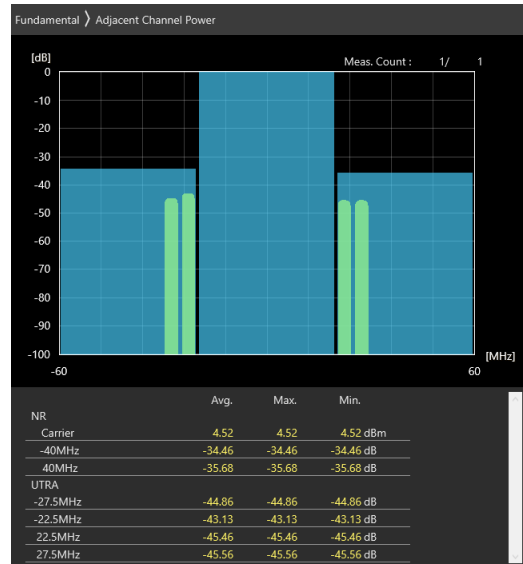 Fundamental 〉 Adjacent Channel Power
[dB]
Meas. Count : 1/ 1
0
-10
-20
-30
-40
-50
-60
-70
-80
-90
-100
[MHz]
-60 60
Avg. Max. Min.
NR
Carrier 4.52 4.52 4.52 dBm
-40MHz -34.46 -34.46 -34.46 dB
40MHz -35.68 -35.68 -35.68 dB
UTRA
-27.5MHz -44.86 -44.86 -44.86 dB
-22.5MHz -43.13 -43.13 -43.13 dB
22.5MHz -45.46 -45.46 -45.46 dB
27.5MHz -45.56 -45.56 -45.56 dB